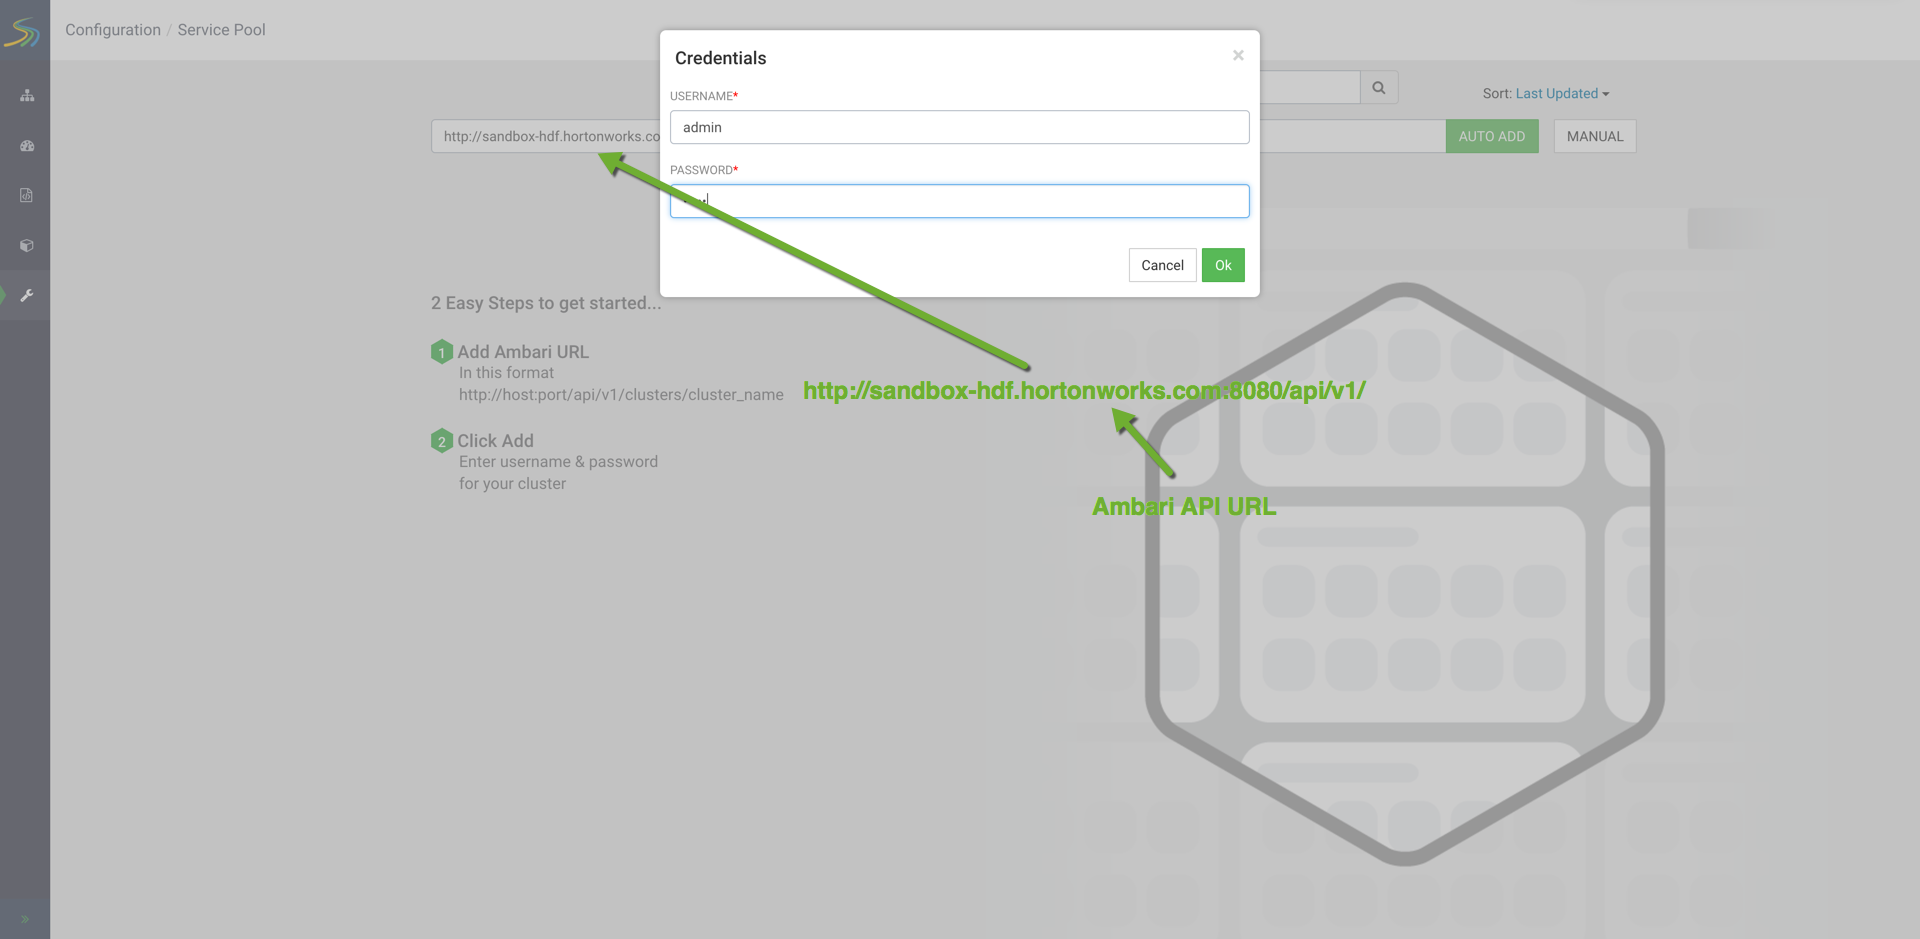 Configuration / Service Pool
Credentials
×
USERNAME*
admin
Sort: Last Updated
http://sandbox-hdf.hortonworks.co
AUTO ADD
MANUAL
PASSWORD*
Cancel
Ok
2 Easy Steps to get started...
1 Add Ambari URL
In this format
http://host:port/api/v1/clusters/cluster_name
http://sandbox-hdf.hortonworks.com:8080/api/v1/
2 Click Add
Enter username & password
for your cluster
Ambari API URL
»